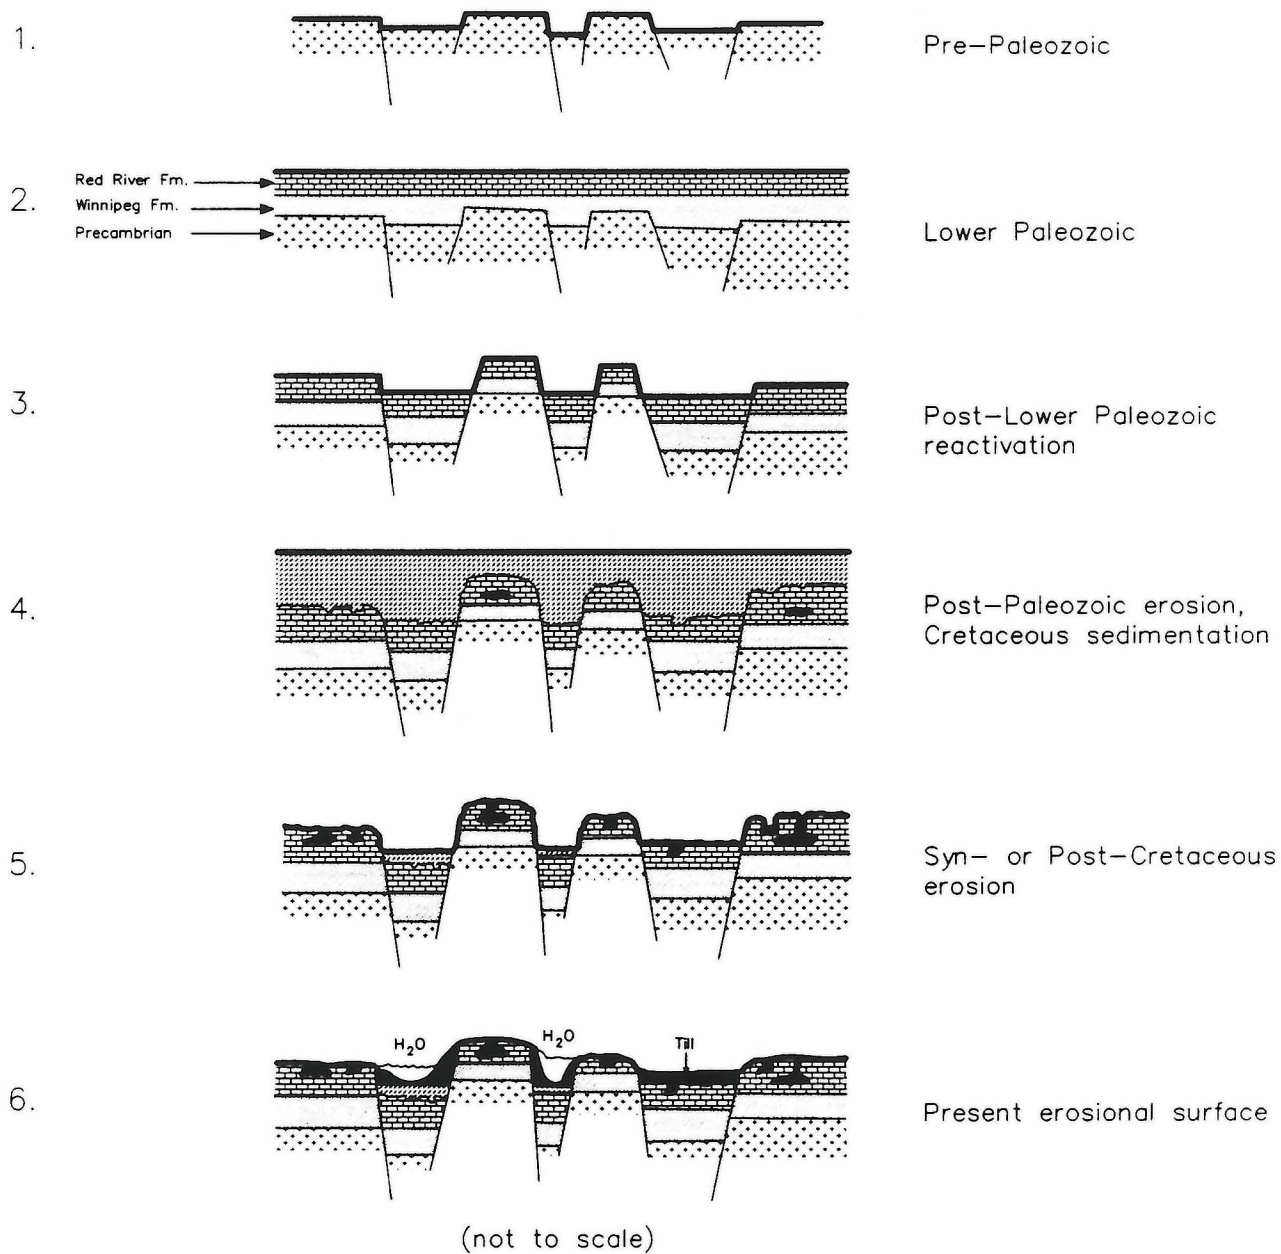 1.
Pre-Paleozoic
2.
Red River Fm.
Winnipeg Fm.
Precambrian
Lower Paleozoic
3.
Post-Lower Paleozoic
reactivation
4.
Post-Paleozoic erosion,
Cretaceous sedimentation
5.
Syn- or Post-Cretaceous
erosion
6.
H₂O
H₂O
Till
Present erosional surface
(not to scale)